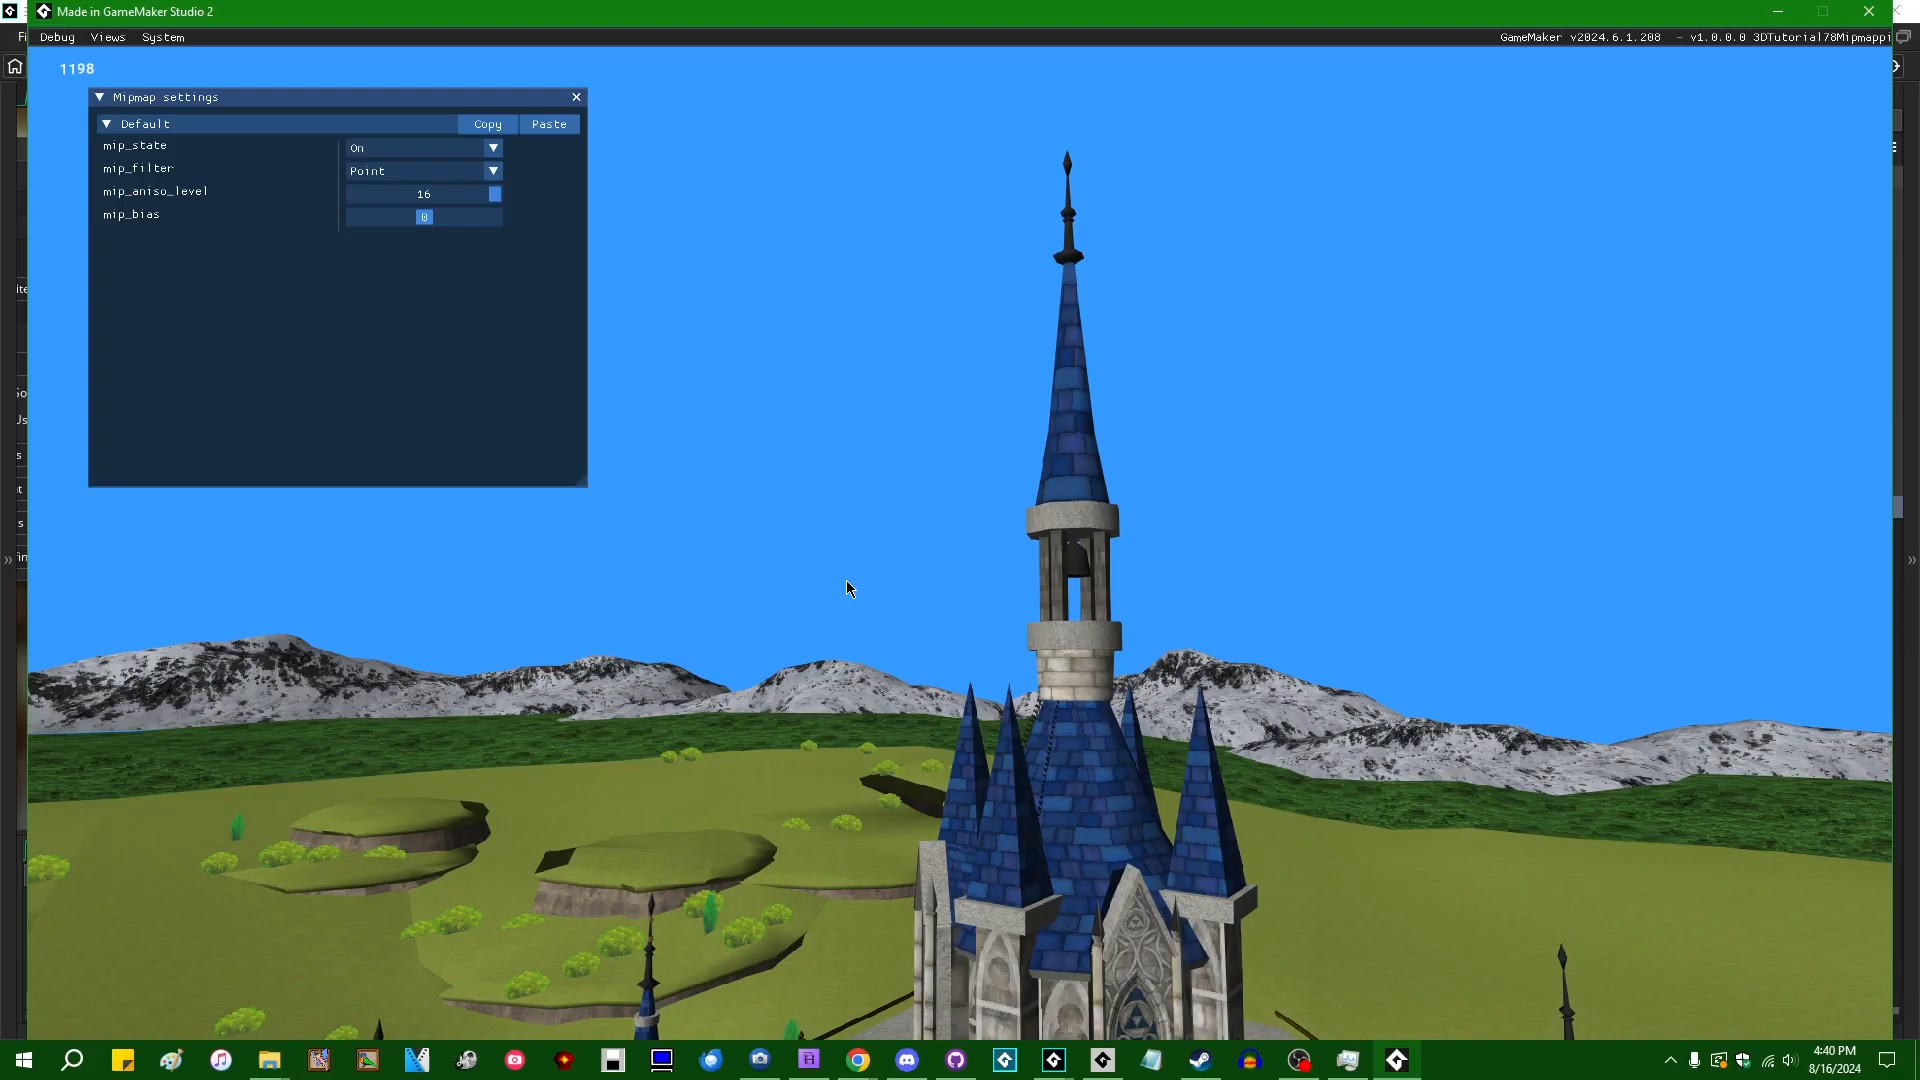 Made in GameMaker Studio 2
Fi
Debug Views System
GameMaker v2024.6.1.208 - v1.0.0.0 3DTutorial78Mipmappi
1198
Mipmap settings
Default Copy Paste
mip_state On
mip_filter Point
mip_aniso_level 16
mip_bias 0
4:40 PM
8/16/2024